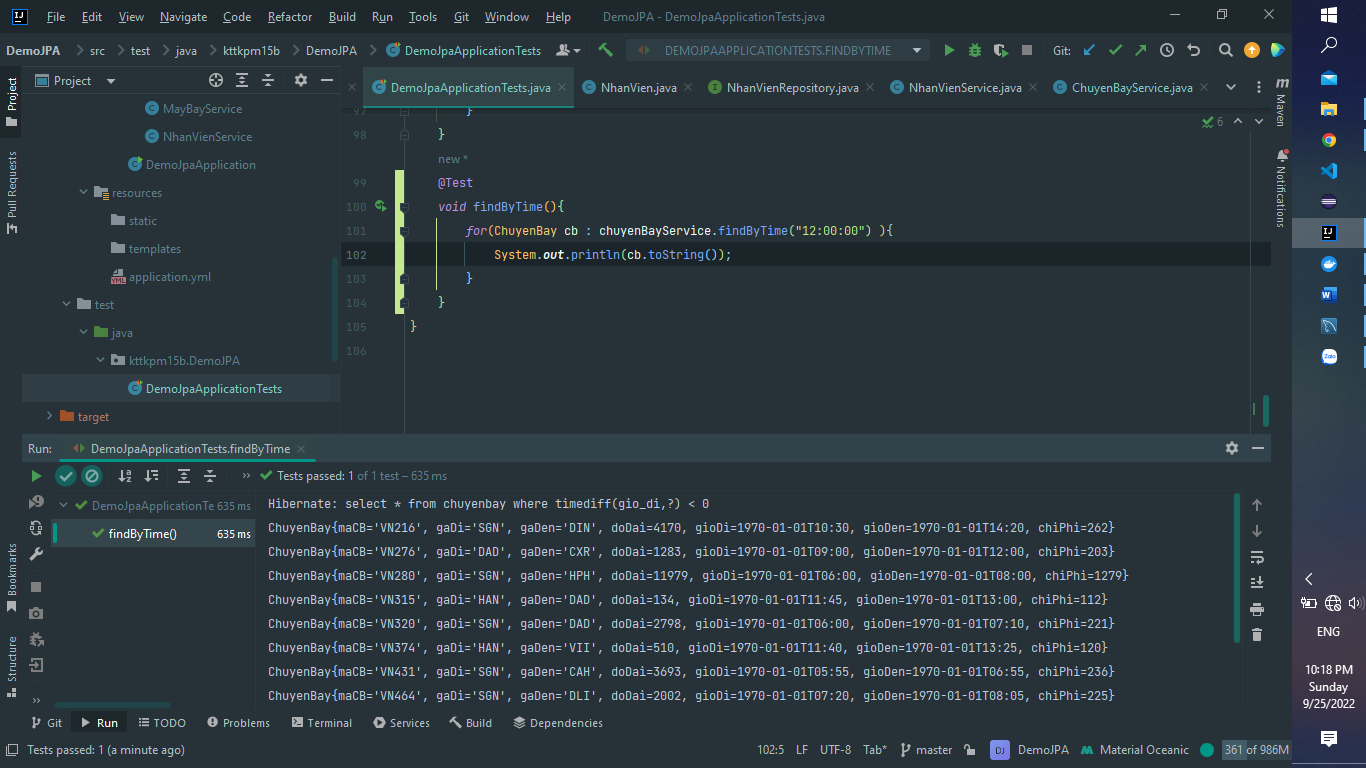 File Edit View Navigate Code Refactor Build Run Tools Git Window Help DemoJPA - DemoJpaApplicationTests.java
DemoJPA src test java kttkpm15b DemoJPA DemoJpaApplicationTests DEMOJPAAPPLICATIONTESTS.FINDBYTIME Git:
Project
DemoJpaApplicationTests.java NhanVien.java NhanVienRepository.java NhanVienService.java ChuyenBayService.java
Project
Pull Requests
Bookmarks
Structure
m
Maven
Notifications
MayBayService
NhanVienService
DemoJpaApplication
resources
static
templates
application.yml
test
java
kttkpm15b.DemoJPA
DemoJpaApplicationTests
target
6
97 }
98 }
new *
99 @Test
100 void findByTime(){
101 for(ChuyenBay cb : chuyenBayService.findByTime("12:00:00") ){
102 System.out.println(cb.toString());
103 }
104 }
105 }
106
Run: DemoJpaApplicationTests.findByTime
Tests passed: 1 of 1 test – 635 ms
DemoJpaApplicationTe 635 ms
findByTime() 635 ms
Hibernate: select * from chuyenbay where timediff(gio_di,?) < 0
ChuyenBay{maCB='VN216', gaDi='SGN', gaDen='DIN', doDai=4170, gioDi=1970-01-01T10:30, gioDen=1970-01-01T14:20, chiPhi=262}
ChuyenBay{maCB='VN276', gaDi='DAD', gaDen='CXR', doDai=1283, gioDi=1970-01-01T09:00, gioDen=1970-01-01T12:00, chiPhi=203}
ChuyenBay{maCB='VN280', gaDi='SGN', gaDen='HPH', doDai=11979, gioDi=1970-01-01T06:00, gioDen=1970-01-01T08:00, chiPhi=1279}
ChuyenBay{maCB='VN315', gaDi='HAN', gaDen='DAD', doDai=134, gioDi=1970-01-01T11:45, gioDen=1970-01-01T13:00, chiPhi=112}
ChuyenBay{maCB='VN320', gaDi='SGN', gaDen='DAD', doDai=2798, gioDi=1970-01-01T06:00, gioDen=1970-01-01T07:10, chiPhi=221}
ChuyenBay{maCB='VN374', gaDi='HAN', gaDen='VII', doDai=510, gioDi=1970-01-01T11:40, gioDen=1970-01-01T13:25, chiPhi=120}
ChuyenBay{maCB='VN431', gaDi='SGN', gaDen='CAH', doDai=3693, gioDi=1970-01-01T05:55, gioDen=1970-01-01T06:55, chiPhi=236}
ChuyenBay{maCB='VN464', gaDi='SGN', gaDen='DLI', doDai=2002, gioDi=1970-01-01T07:20, gioDen=1970-01-01T08:05, chiPhi=225}
Git Run TODO Problems Terminal Services Build Dependencies
Tests passed: 1 (a minute ago) 102:5 LF UTF-8 Tab* master DJ DemoJPA Material Oceanic 361 of 986M
Zalo
ENG
10:18 PM
Sunday
9/25/2022